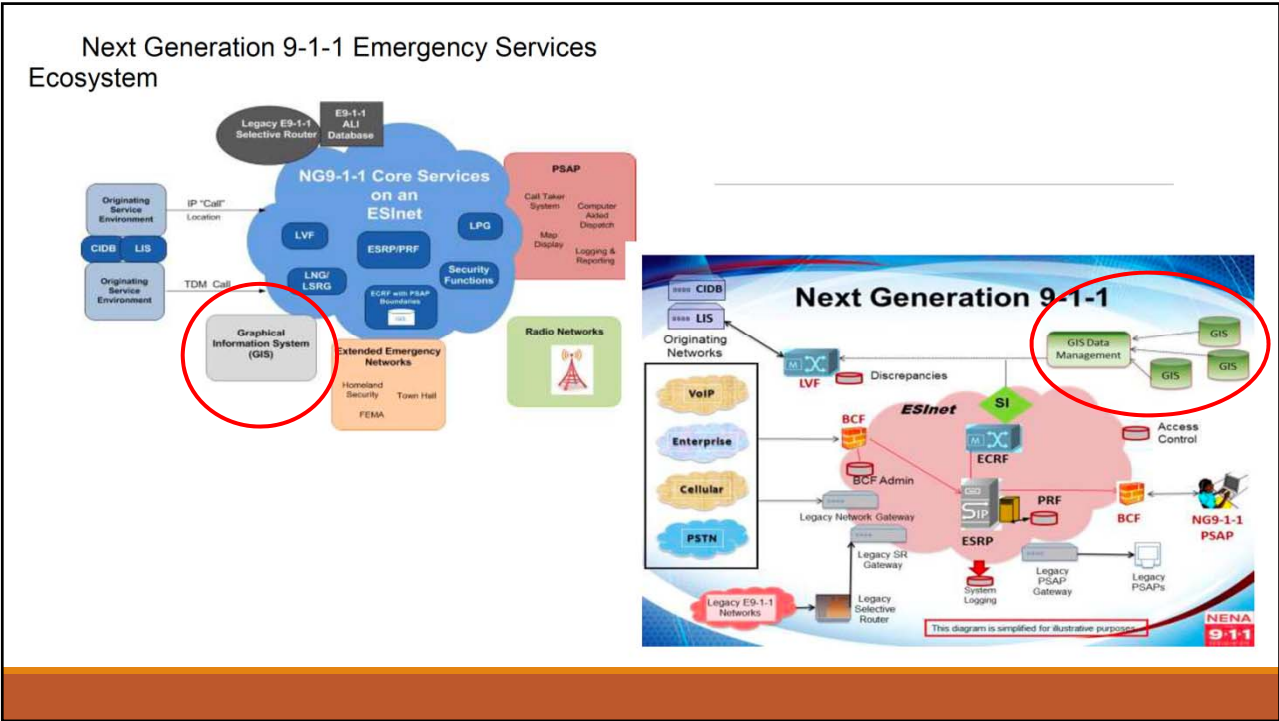 Next Generation 9-1-1 Emergency Services
Ecosystem
Legacy E9-1-1
Selective Router
E9-1-1
ALI
Database
NG9-1-1 Core Services
on an
ESInet
Originating
Service
Environment
IP "Call"
Location
CIDB
LIS
Originating
Service
Environment
TDM Call
LVF
ESRP/PRF
LPG
LNG/
LSRG
ECRF with PSAP
Boundaries
GIS
Security
Functions
PSAP
Call Taker
System
Computer
Aided
Dispatch
Map
Display
Logging &
Reporting
Graphical
Information System
(GIS)
Extended Emergency
Networks
Homeland
Security
Town Hall
FEMA
Radio Networks
Next Generation 9-1-1
CIDB
LIS
Originating
Networks
M
LVF
Discrepancies
GIS Data
Management
GIS
GIS
GIS
VoIP
Enterprise
Cellular
PSTN
BCF
BCF Admin
ESInet
SI
M
ECRF
Access
Control
Legacy Network Gateway
SIP
ESRP
PRF
BCF
NG9-1-1
PSAP
Legacy SR
Gateway
System
Logging
Legacy
PSAP
Gateway
Legacy
PSAPs
Legacy E9-1-1
Networks
Legacy
Selective
Router
This diagram is simplified for illustrative purposes
NENA
9-1-1